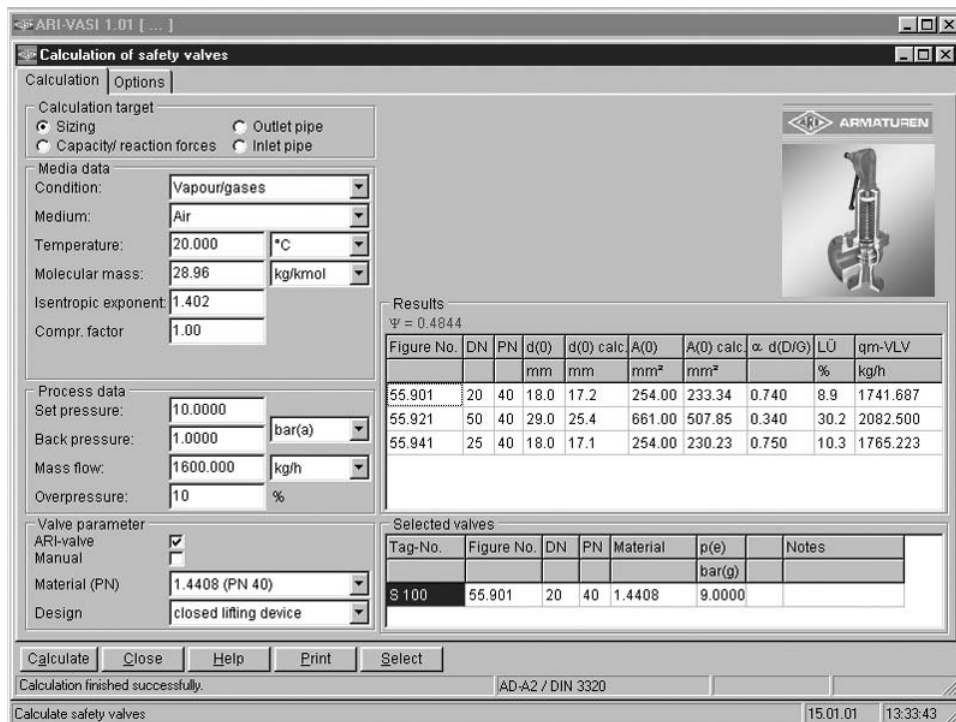 ARI-VASI 1.01 [ ... ]
Calculation of safety valves
Calculation Options
Calculation target
Sizing Outlet pipe
Capacity/ reaction forces Inlet pipe
Media data
Condition: Vapour/gases
Medium: Air
Temperature: 20.000 °C
Molecular mass: 28.96 kg/kmol
Isentropic exponent: 1.402
Compr. factor 1.00
Process data
Set pressure: 10.0000
Back pressure: 1.0000 bar(a)
Mass flow: 1600.000 kg/h
Overpressure: 10 %
Valve parameter
ARI-valve
Manual
Material (PN) 1.4408 (PN 40)
Design closed lifting device
ARI ARMATUREN
Results
Ψ = 0.4844
Figure No. DN PN d(0) d(0) calc. A(0) A(0) calc. α d(D/G) LÜ qm-VLV
mm mm mm² mm² % kg/h
55.901 20 40 18.0 17.2 254.00 233.34 0.740 8.9 1741.687
55.921 50 40 29.0 25.4 661.00 507.85 0.340 30.2 2082.500
55.941 25 40 18.0 17.1 254.00 230.23 0.750 10.3 1765.223
Selected valves
Tag-No. Figure No. DN PN Material p(e) Notes
bar(g)
S 100 55.901 20 40 1.4408 9.0000
Calculate Close Help Print Select
Calculation finished successfully. AD-A2 / DIN 3320
Calculate safety valves 15.01.01 13:33:43